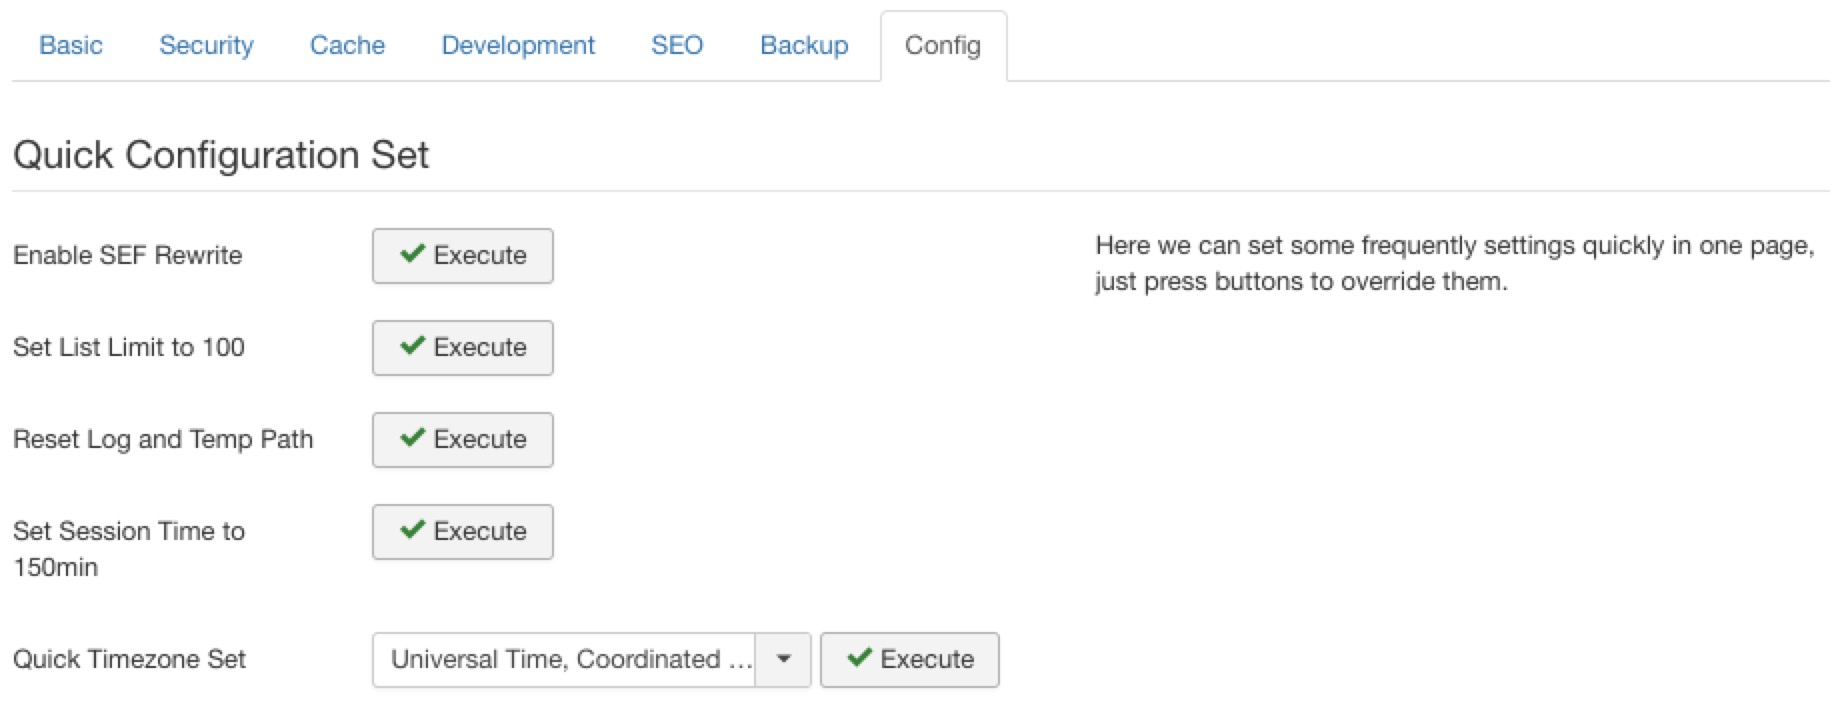 Basic Security Cache Development SEO Backup Config
Quick Configuration Set
Enable SEF Rewrite Execute
Here we can set some frequently settings quickly in one page,
just press buttons to override them.
Set List Limit to 100 Execute
Reset Log and Temp Path Execute
Set Session Time to Execute
150min
Quick Timezone Set Universal Time, Coordinated ... Execute